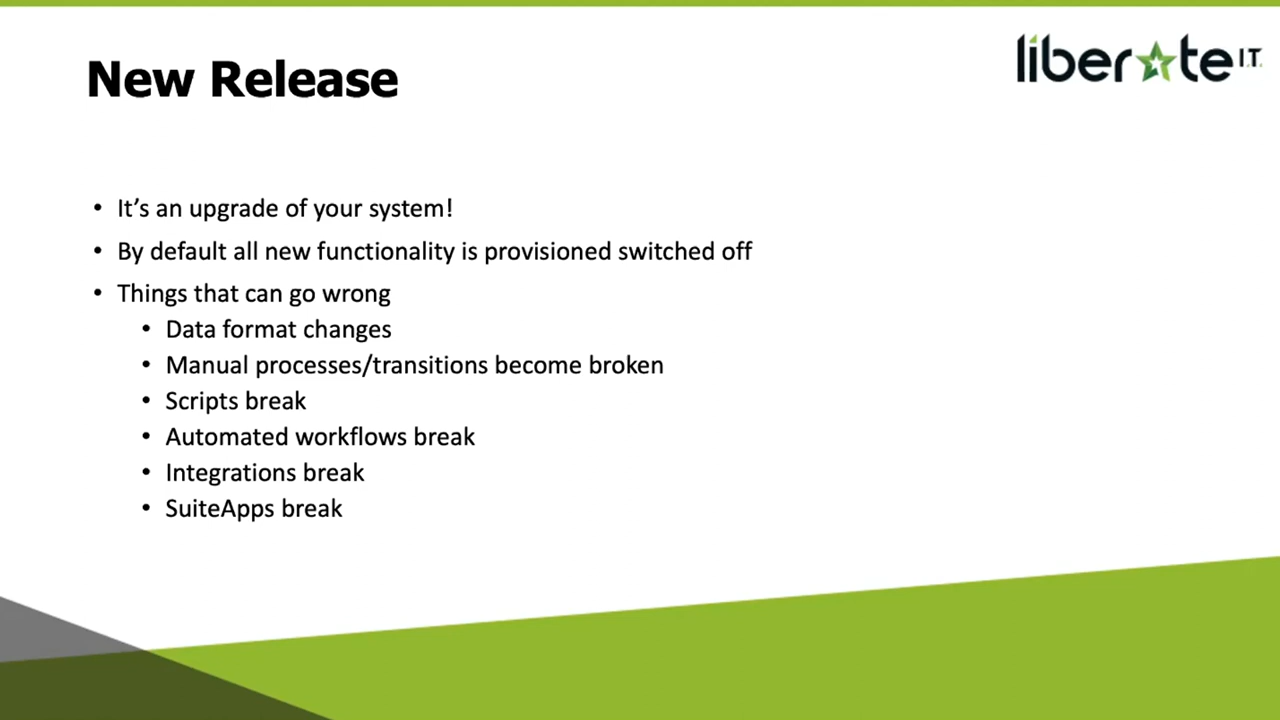 liber te I.T.
New Release
• It's an upgrade of your system!
• By default all new functionality is provisioned switched off
• Things that can go wrong
• Data format changes
• Manual processes/transitions become broken
• Scripts break
• Automated workflows break
• Integrations break
• SuiteApps break